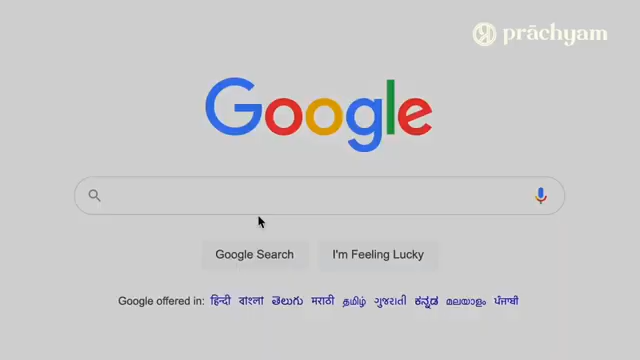 prāchyam
Google
Google Search I'm Feeling Lucky
Google offered in: हिन्दी বাংলা తెలుగు मराठी தமிழ் ગુજરાતી ಕನ್ನಡ മലയാളം ਪੰਜਾਬੀ